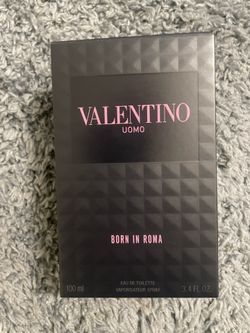 VALENTINO
UOMO
BORN IN ROMA
EAU DE TOILETTE
VAPORISATEUR SPRAY
100 ml 3.4 FL. OZ.